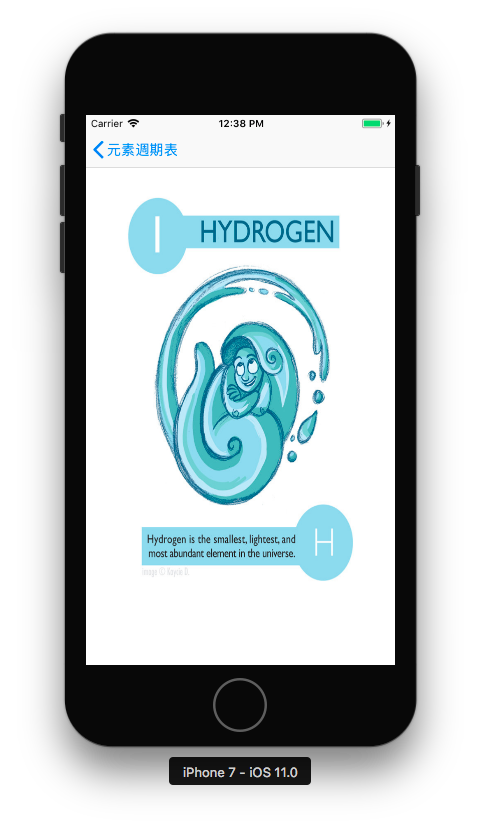 Carrier 12:38 PM
元素週期表
1 HYDROGEN
Hydrogen is the smallest, lightest, and
most abundant element in the universe.
H
Image © Kaycie D.
iPhone 7 - iOS 11.0